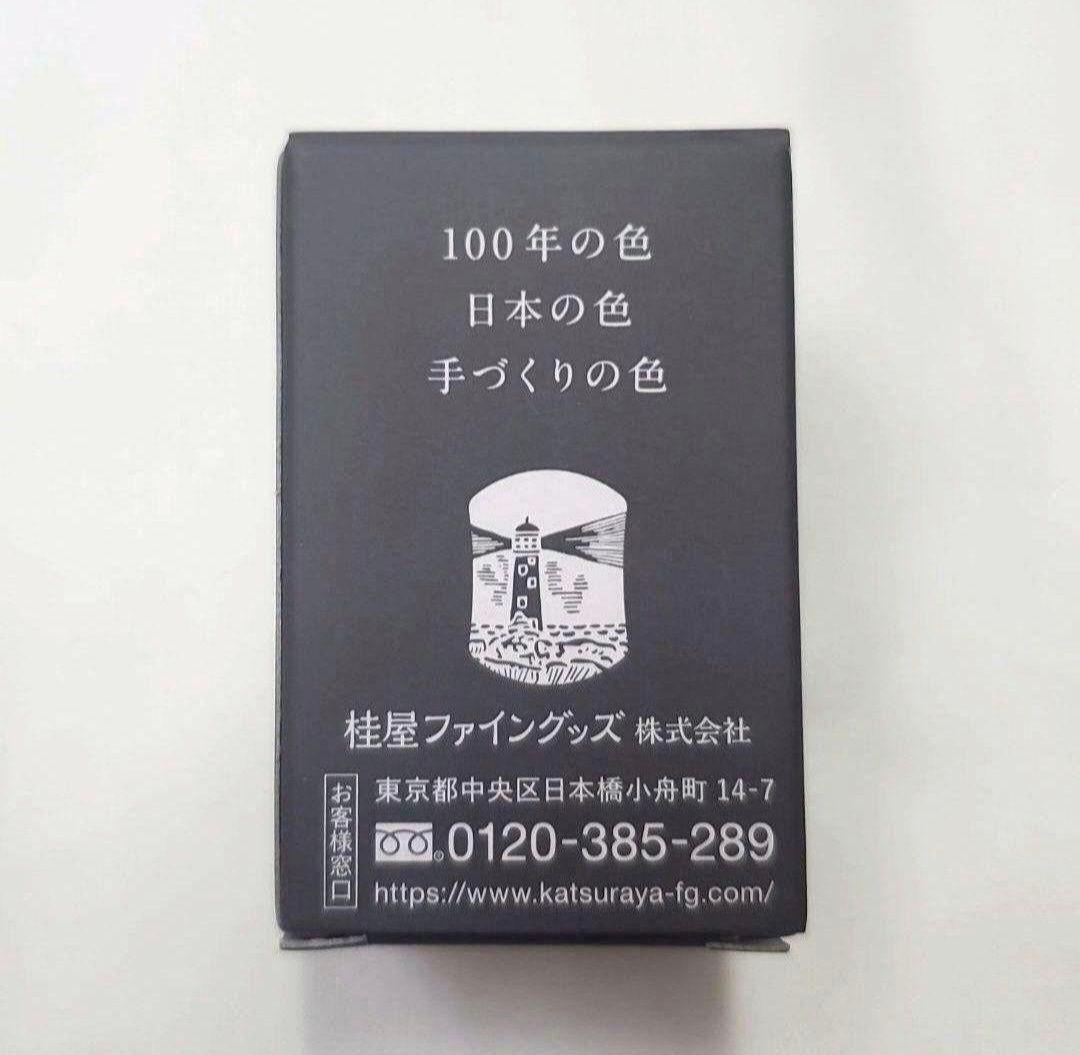 100年の色
日本の色
手づくりの色
桂屋ファイングッズ 株式会社
お客様窓口
東京都中央区日本橋小舟町 14-7
0120-385-289
https://www.katsuraya-fg.com/